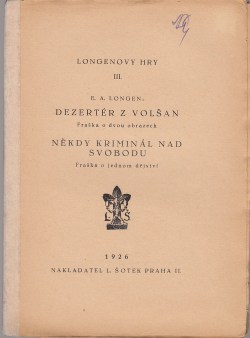 LONGENOVY HRY
III.
E. A. LONGEN.
DEZERTÉR Z VOLŠAN
Fraška o dvou obrazech
NĚKDY KRIMINÁL NAD
SVOBODU
Fraška o jednom dějství
1926
NAKLADATEL L. ŠOTEK PRAHA II.